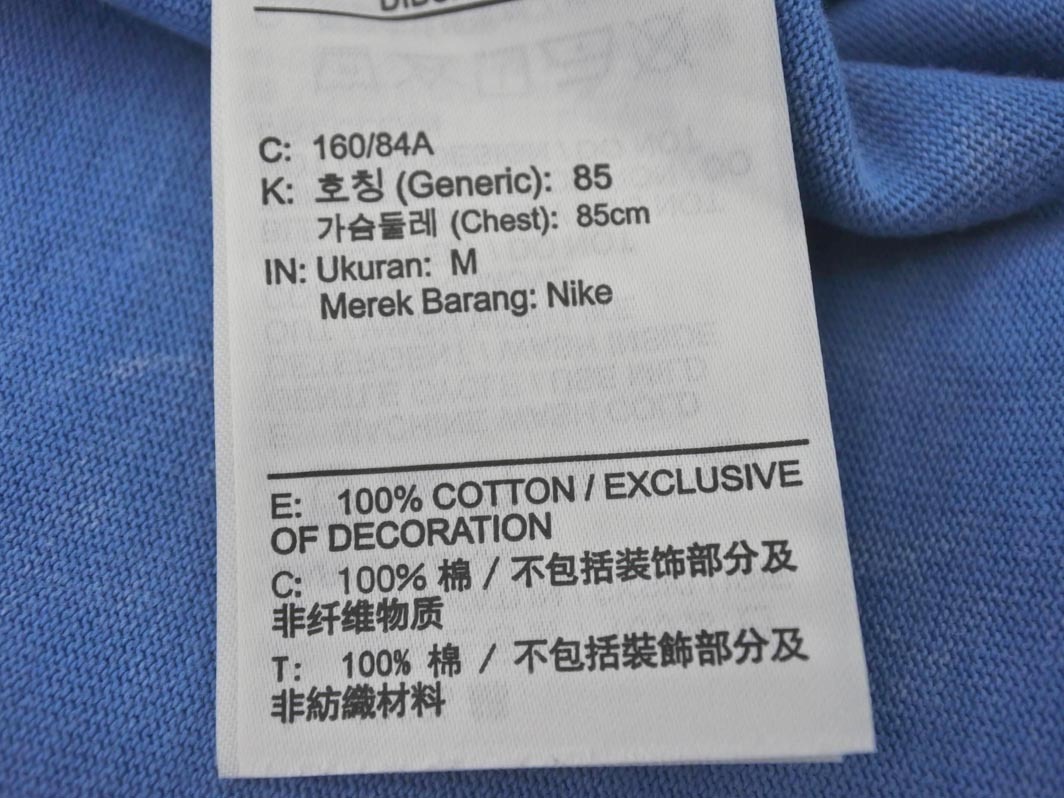 C: 160/84A
K: 호칭 (Generic): 85
가슴둘레 (Chest): 85cm
IN: Ukuran: M
Merek Barang: Nike
E: 100% COTTON / EXCLUSIVE
OF DECORATION
C: 100% 棉 / 不包括装饰部分及
非纤维物质
T: 100% 棉 / 不包括裝飾部分及
非紡織材料